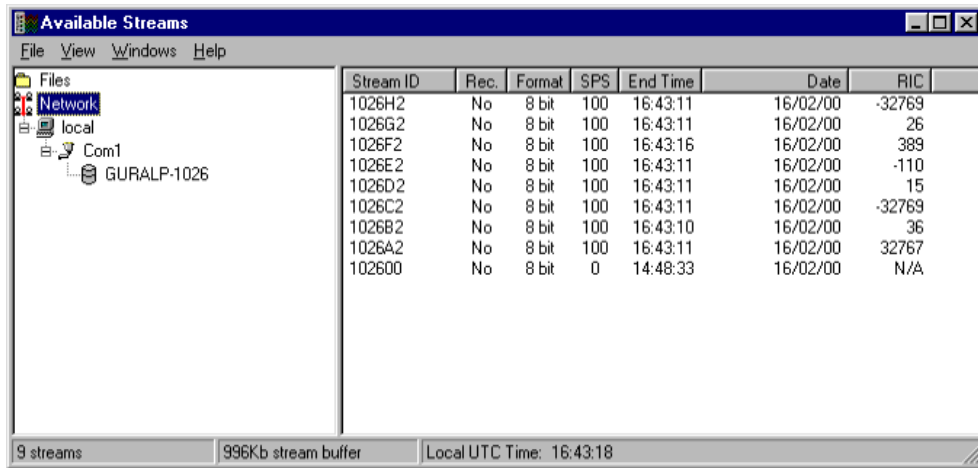 Available Streams
File View Windows Help
Files
Network
local
Com1
GURALP-1026
Stream ID Rec. Format SPS End Time Date RIC
1026H2 No 8 bit 100 16:43:11 16/02/00 -32769
1026G2 No 8 bit 100 16:43:11 16/02/00 26
1026F2 No 8 bit 100 16:43:16 16/02/00 389
1026E2 No 8 bit 100 16:43:11 16/02/00 -110
1026D2 No 8 bit 100 16:43:11 16/02/00 15
1026C2 No 8 bit 100 16:43:11 16/02/00 -32769
1026B2 No 8 bit 100 16:43:10 16/02/00 36
1026A2 No 8 bit 100 16:43:11 16/02/00 32767
102600 No 8 bit 0 14:48:33 16/02/00 N/A
9 streams 996Kb stream buffer Local UTC Time: 16:43:18